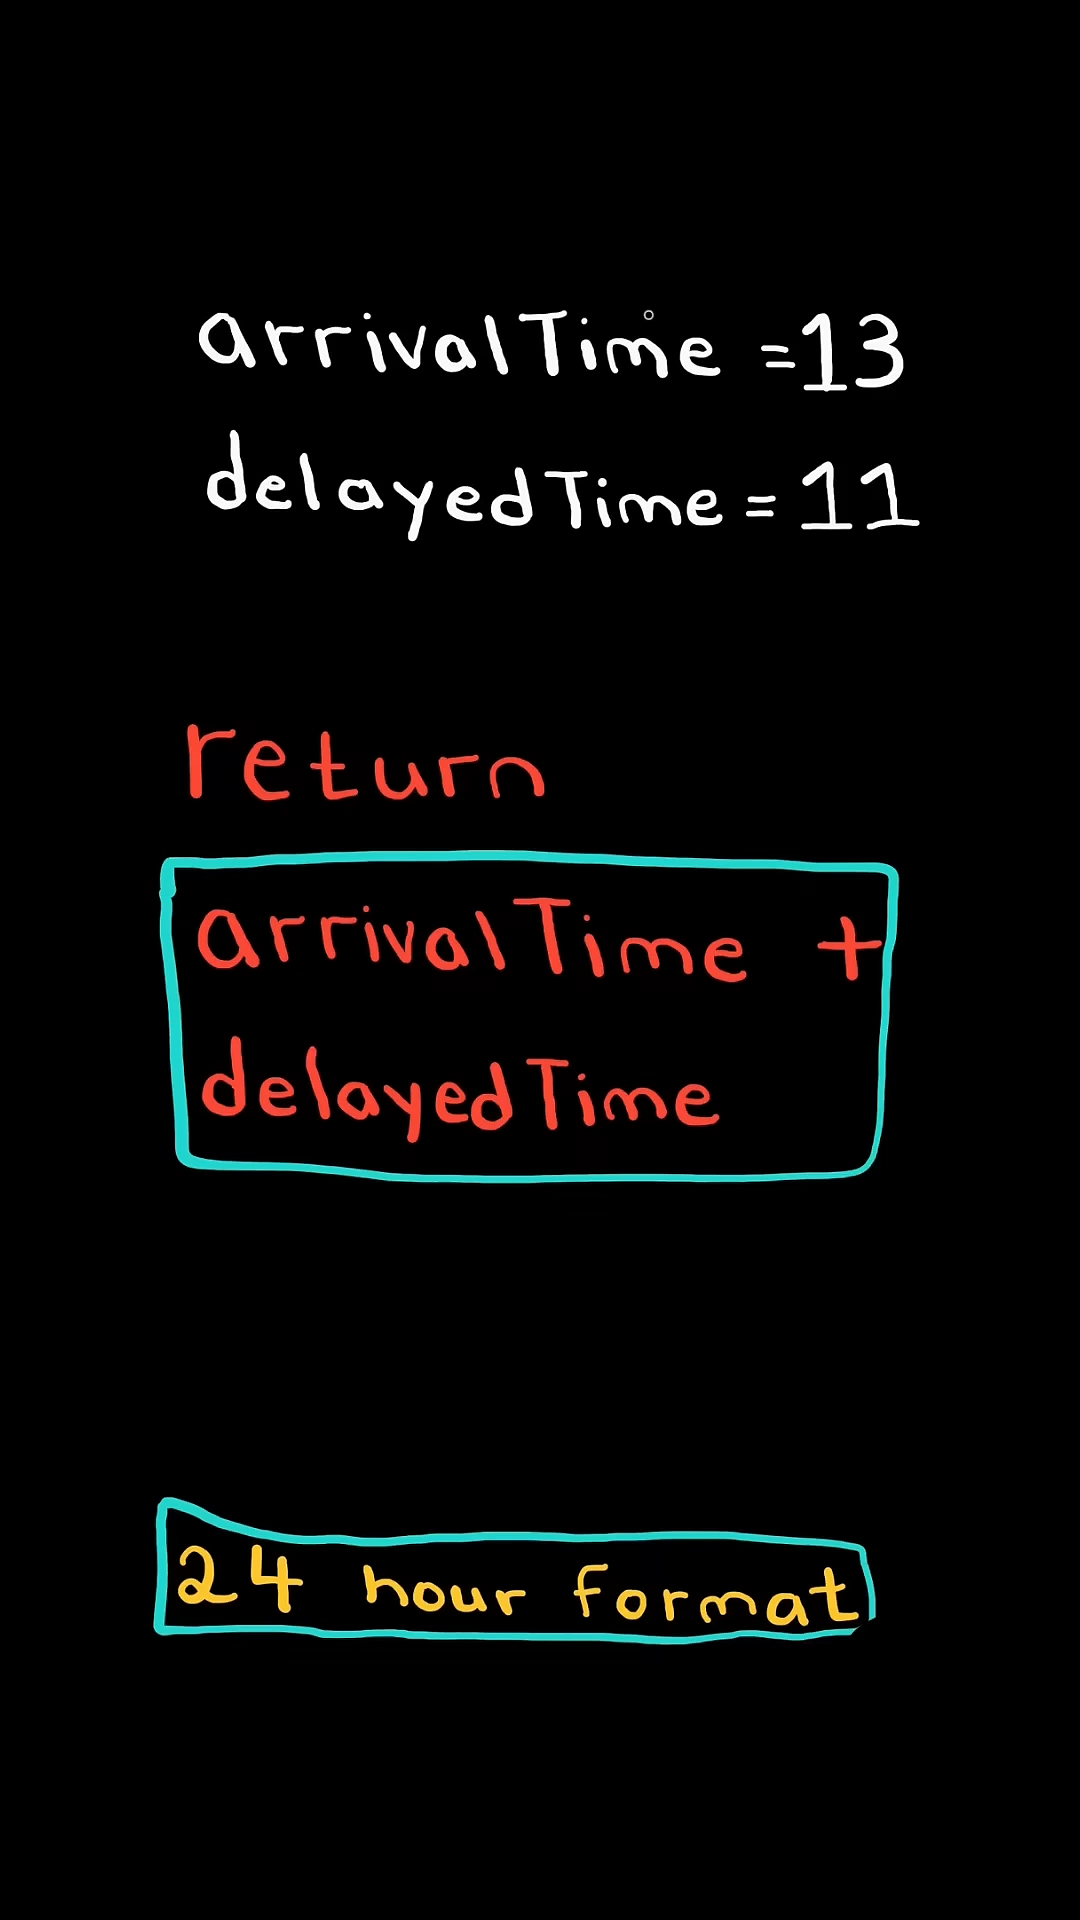 arrivalTime =13
delayedTime = 11
return
arrivalTime +
delayedTime
24 hour format